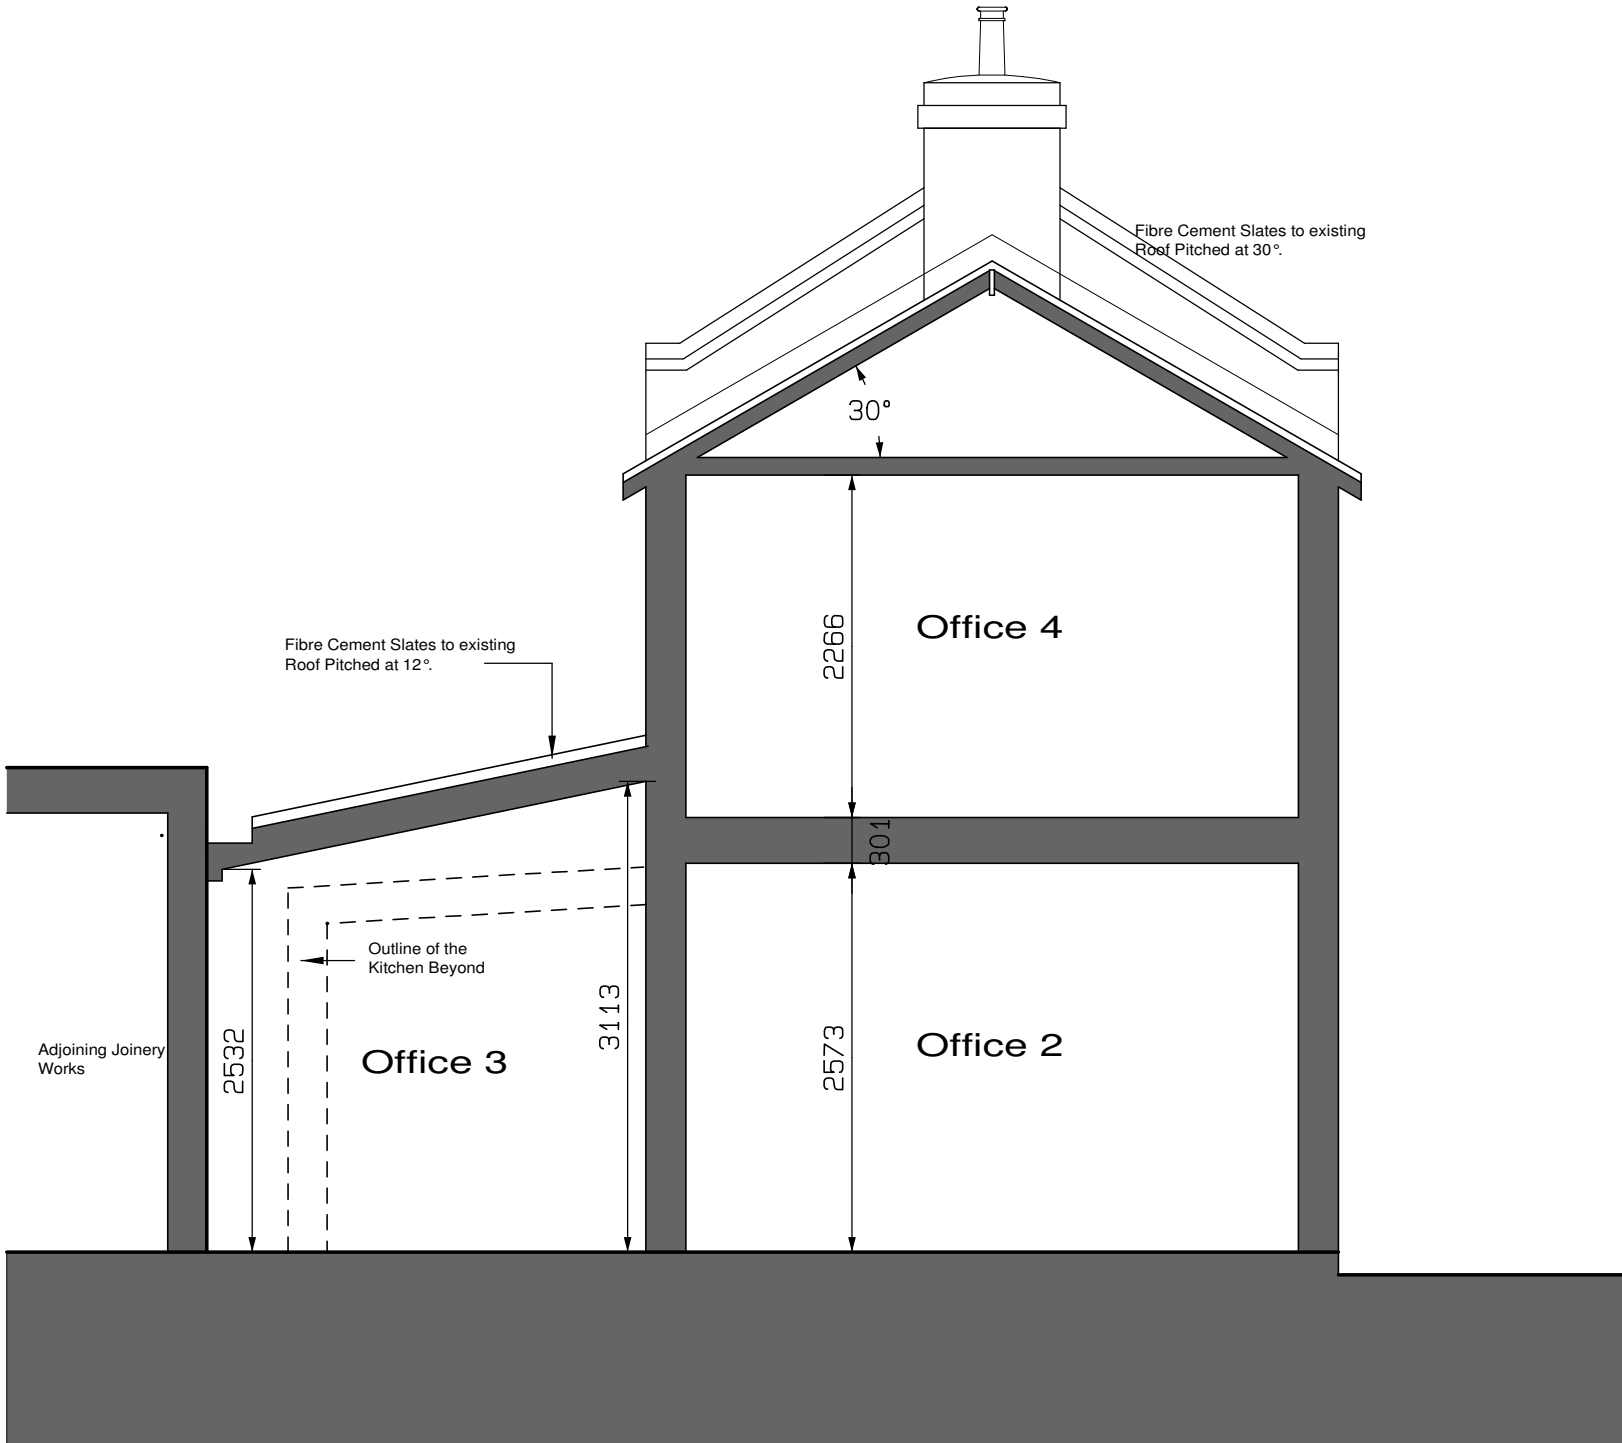 Fibre Cement Slates to existing
Roof Pitched at 30°.
30°
2266
Office 4
Fibre Cement Slates to existing
Roof Pitched at 12°.
301
Outline of the
Kitchen Beyond
3113
2532
2573
Office 3
Office 2
Adjoining Joinery
Works